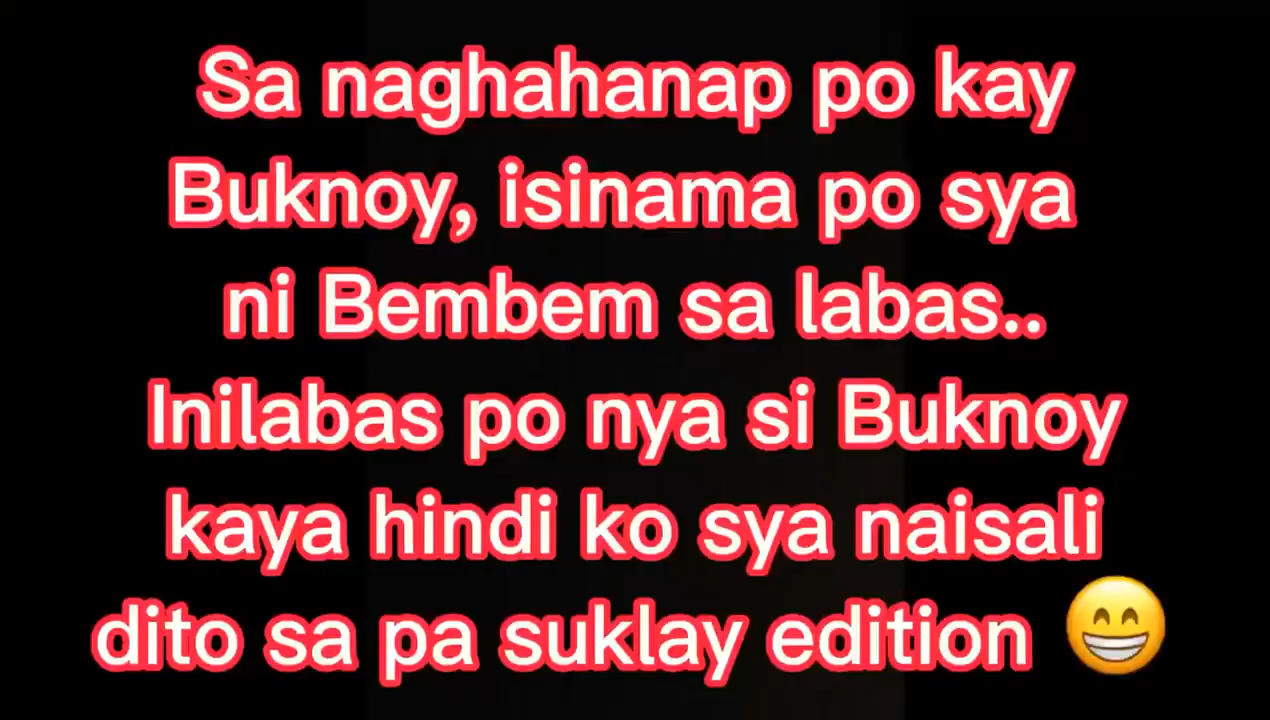 Sa naghahanap po kay
Buknoy, isinama po sya
ni Bembem sa labas..
Inilabas po nya si Buknoy
kaya hindi ko sya naisali
dito sa pa suklay edition 😁